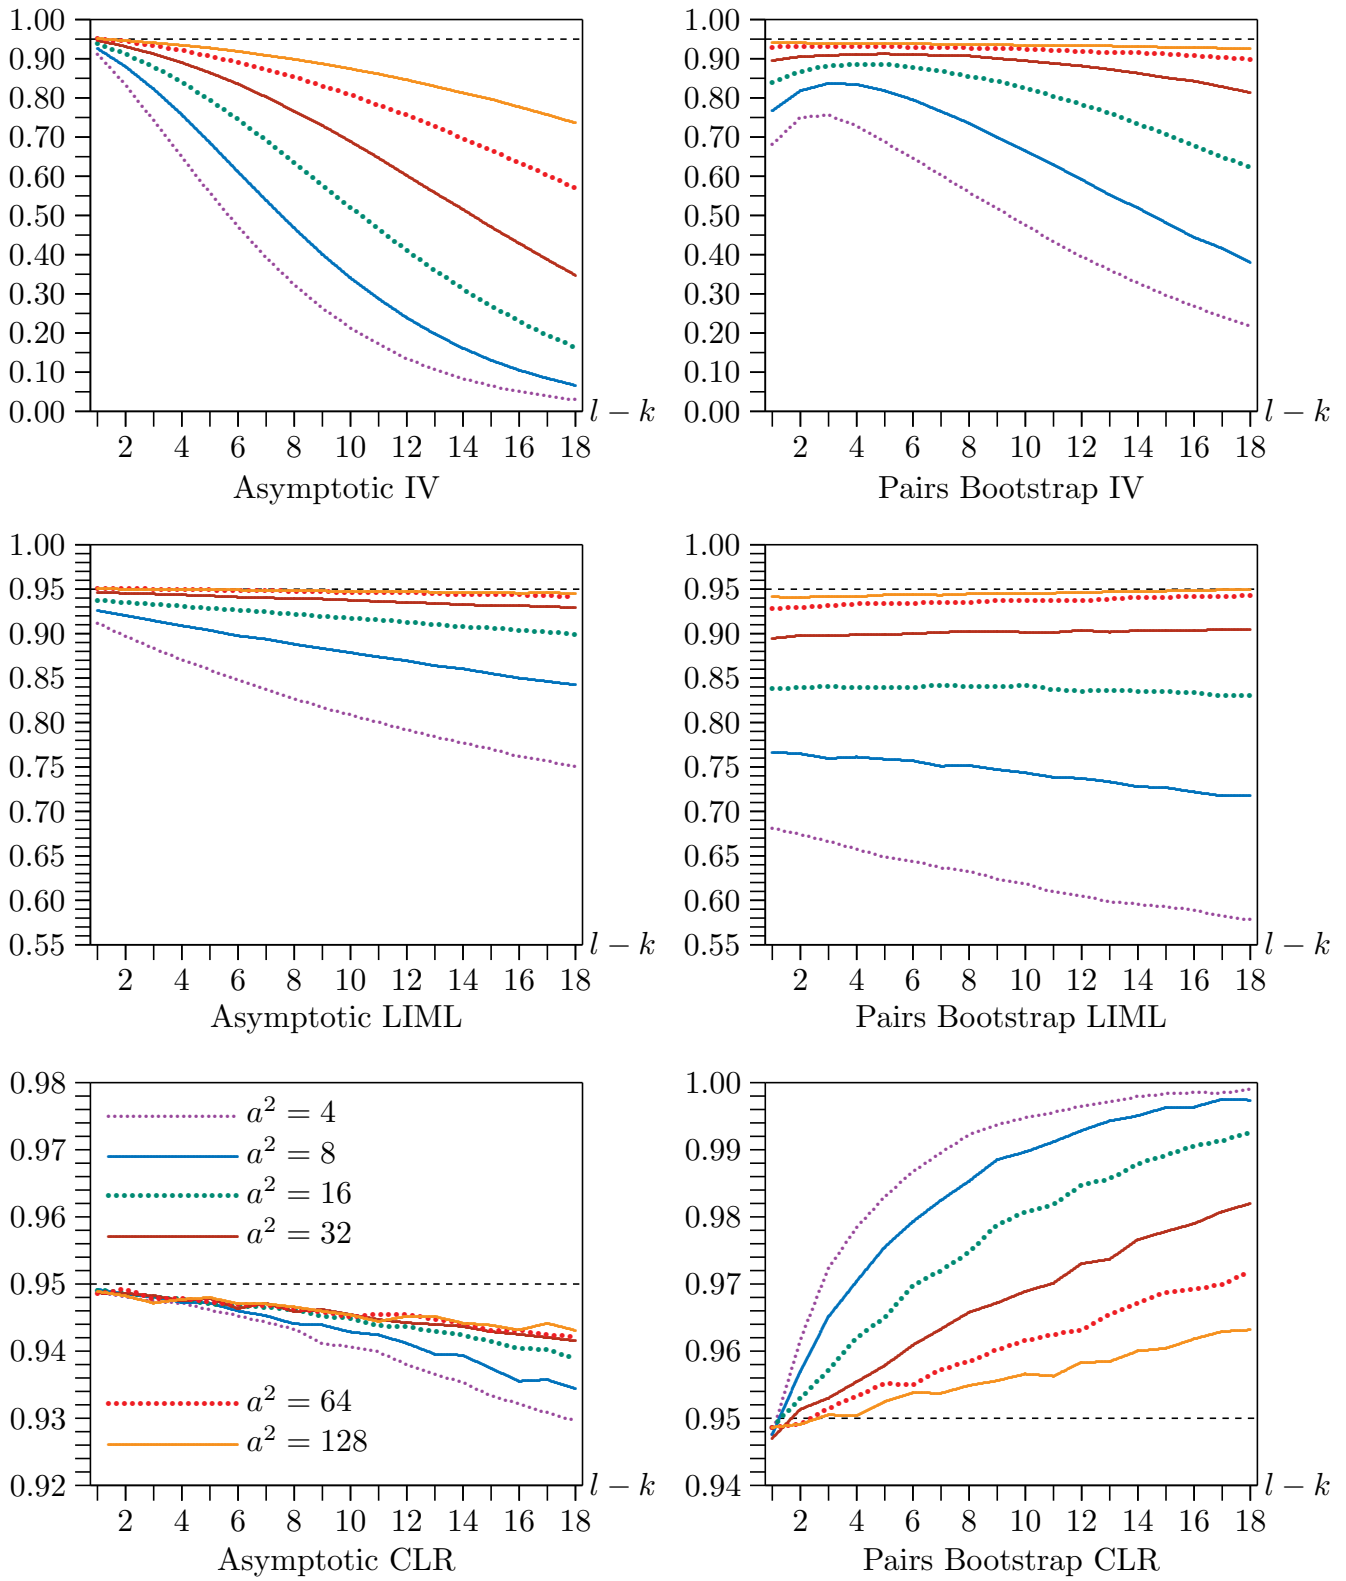 1.00
0.90
0.80
0.70
0.60
0.50
0.40
0.30
0.20
0.10
0.00
l − k
2 4 6 8 10 12 14 16 18
Asymptotic IV
1.00
0.90
0.80
0.70
0.60
0.50
0.40
0.30
0.20
0.10
0.00
l − k
2 4 6 8 10 12 14 16 18
Pairs Bootstrap IV
1.00
0.95
0.90
0.85
0.80
0.75
0.70
0.65
0.60
0.55
l − k
2 4 6 8 10 12 14 16 18
Asymptotic LIML
1.00
0.95
0.90
0.85
0.80
0.75
0.70
0.65
0.60
0.55
l − k
2 4 6 8 10 12 14 16 18
Pairs Bootstrap LIML
0.98
0.97
0.96
0.95
0.94
0.93
0.92
a² = 4
a² = 8
a² = 16
a² = 32
a² = 64
a² = 128
l − k
2 4 6 8 10 12 14 16 18
Asymptotic CLR
1.00
0.99
0.98
0.97
0.96
0.95
0.94
l − k
2 4 6 8 10 12 14 16 18
Pairs Bootstrap CLR